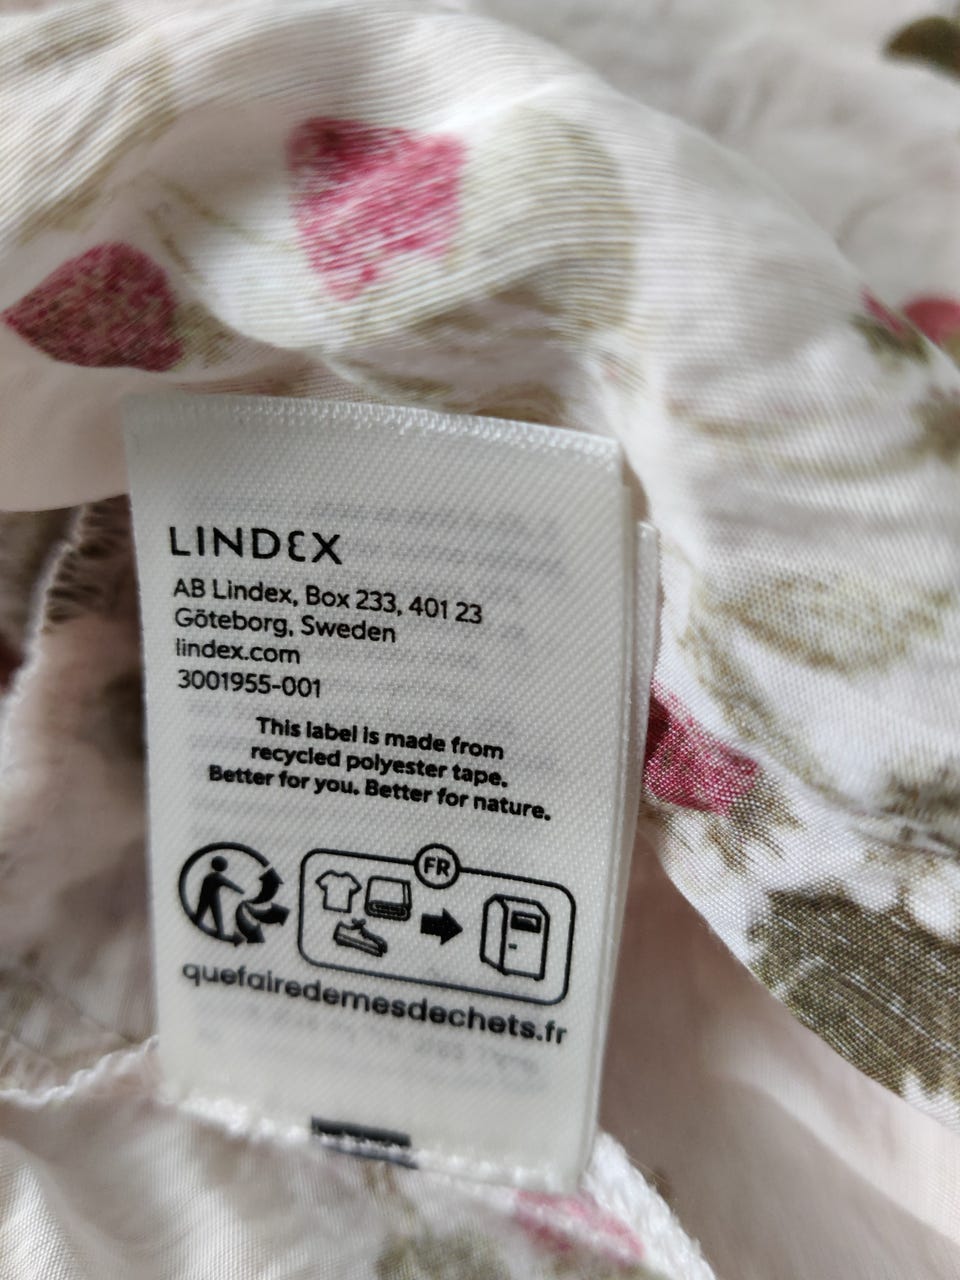 LINDEX
AB Lindex, Box 233, 401 23
Göteborg, Sweden
lindex.com
3001955-001
This label is made from
recycled polyester tape.
Better for you. Better for nature.
FR
quefairedemesdechets.fr